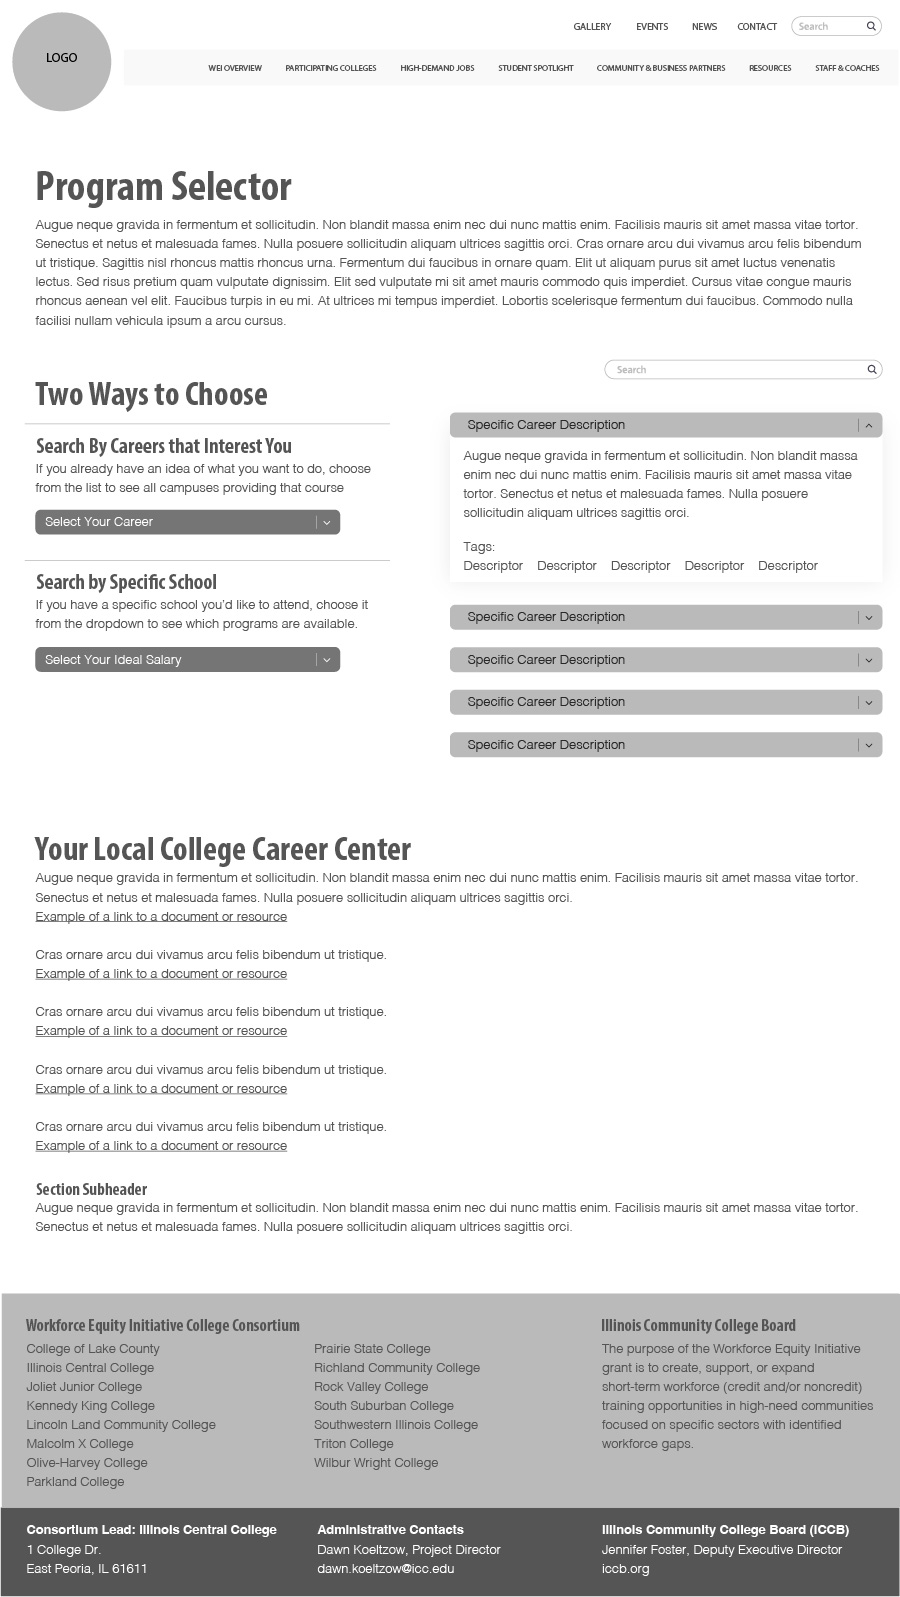 LOGO
GALLERY EVENTS NEWS CONTACT Search
WEI OVERVIEW PARTICIPATING COLLEGES HIGH-DEMAND JOBS STUDENT SPOTLIGHT COMMUNITY & BUSINESS PARTNERS RESOURCES STAFF & COACHES
Program Selector
Augue neque gravida in fermentum et sollicitudin. Non blandit massa enim nec dui nunc mattis enim. Facilisis mauris sit amet massa vitae tortor.
Senectus et netus et malesuada fames. Nulla posuere sollicitudin aliquam ultrices sagittis orci. Cras ornare arcu dui vivamus arcu felis bibendum
ut tristique. Sagittis nisl rhoncus mattis rhoncus urna. Fermentum dui faucibus in ornare quam. Elit ut aliquam purus sit amet luctus venenatis
lectus. Sed risus pretium quam vulputate dignissim. Elit sed vulputate mi sit amet mauris commodo quis imperdiet. Cursus vitae congue mauris
rhoncus aenean vel elit. Faucibus turpis in eu mi. At ultrices mi tempus imperdiet. Lobortis scelerisque fermentum dui faucibus. Commodo nulla
facilisi nullam vehicula ipsum a arcu cursus.
Two Ways to Choose
Search By Careers that Interest You
If you already have an idea of what you want to do, choose
from the list to see all campuses providing that course
Select Your Career
Search by Specific School
If you have a specific school you'd like to attend, choose it
from the dropdown to see which programs are available.
Select Your Ideal Salary
Search
Specific Career Description
Augue neque gravida in fermentum et sollicitudin. Non blandit massa
enim nec dui nunc mattis enim. Facilisis mauris sit amet massa vitae
tortor. Senectus et netus et malesuada fames. Nulla posuere
sollicitudin aliquam ultrices sagittis orci.
Tags:
Descriptor Descriptor Descriptor Descriptor Descriptor
Specific Career Description
Specific Career Description
Specific Career Description
Specific Career Description
Your Local College Career Center
Augue neque gravida in fermentum et sollicitudin. Non blandit massa enim nec dui nunc mattis enim. Facilisis mauris sit amet massa vitae tortor.
Senectus et netus et malesuada fames. Nulla posuere sollicitudin aliquam ultrices sagittis orci.
Example of a link to a document or resource
Cras ornare arcu dui vivamus arcu felis bibendum ut tristique.
Example of a link to a document or resource
Cras ornare arcu dui vivamus arcu felis bibendum ut tristique.
Example of a link to a document or resource
Cras ornare arcu dui vivamus arcu felis bibendum ut tristique.
Example of a link to a document or resource
Cras ornare arcu dui vivamus arcu felis bibendum ut tristique.
Example of a link to a document or resource
Section Subheader
Augue neque gravida in fermentum et sollicitudin. Non blandit massa enim nec dui nunc mattis enim. Facilisis mauris sit amet massa vitae tortor.
Senectus et netus et malesuada fames. Nulla posuere sollicitudin aliquam ultrices sagittis orci.
Workforce Equity Initiative College Consortium
College of Lake County
Illinois Central College
Joliet Junior College
Kennedy King College
Lincoln Land Community College
Malcolm X College
Olive-Harvey College
Parkland College
Prairie State College
Richland Community College
Rock Valley College
South Suburban College
Southwestern Illinois College
Triton College
Wilbur Wright College
Illinois Community College Board
The purpose of the Workforce Equity Initiative
grant is to create, support, or expand
short-term workforce (credit and/or noncredit)
training opportunities in high-need communities
focused on specific sectors with identified
workforce gaps.
Consortium Lead: Illinois Central College
1 College Dr.
East Peoria, IL 61611
Administrative Contacts
Dawn Koeltzow, Project Director
dawn.koeltzow@icc.edu
Illinois Community College Board (ICCB)
Jennifer Foster, Deputy Executive Director
iccb.org